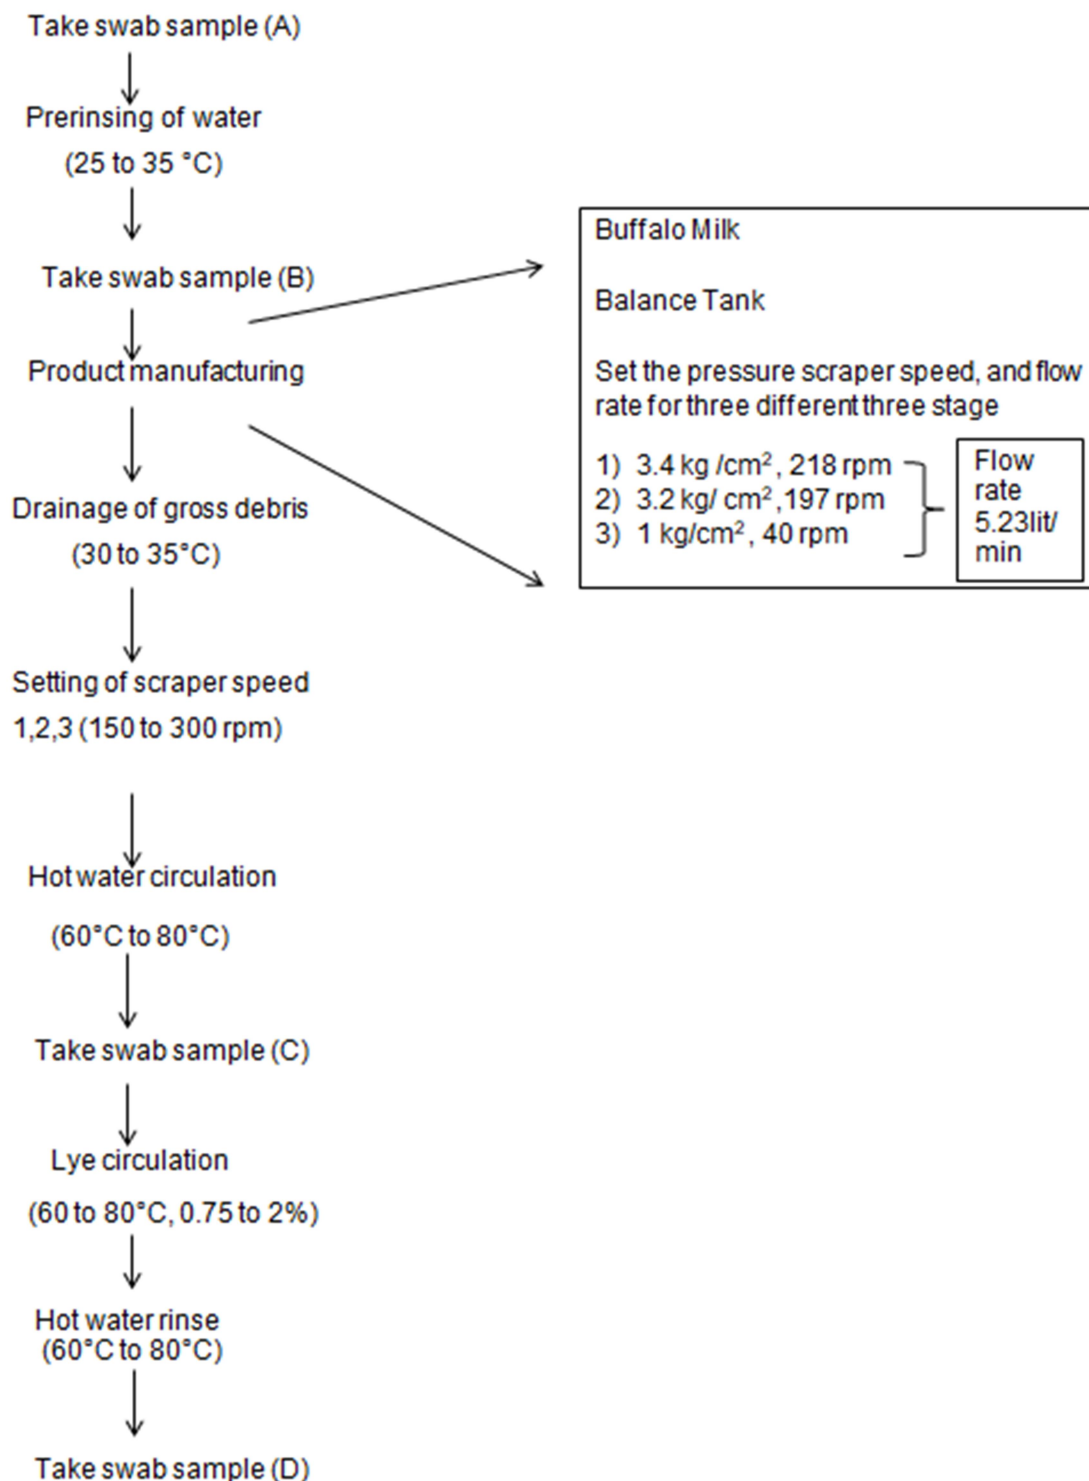 Take swab sample (A)
Prerinsing of water
(25 to 35 °C)
Take swab sample (B)
Product manufacturing
Buffalo Milk
Balance Tank
Set the pressure scraper speed, and flow
rate for three different three stage
1) 3.4 kg /cm², 218 rpm
2) 3.2 kg/ cm²,197 rpm
3) 1 kg/cm², 40 rpm
Flow
rate
5.23lit/
min
Drainage of gross debris
(30 to 35°C)
Setting of scraper speed
1,2,3 (150 to 300 rpm)
Hot water circulation
(60°C to 80°C)
Take swab sample (C)
Lye circulation
(60 to 80°C, 0.75 to 2%)
Hot water rinse
(60°C to 80°C)
Take swab sample (D)